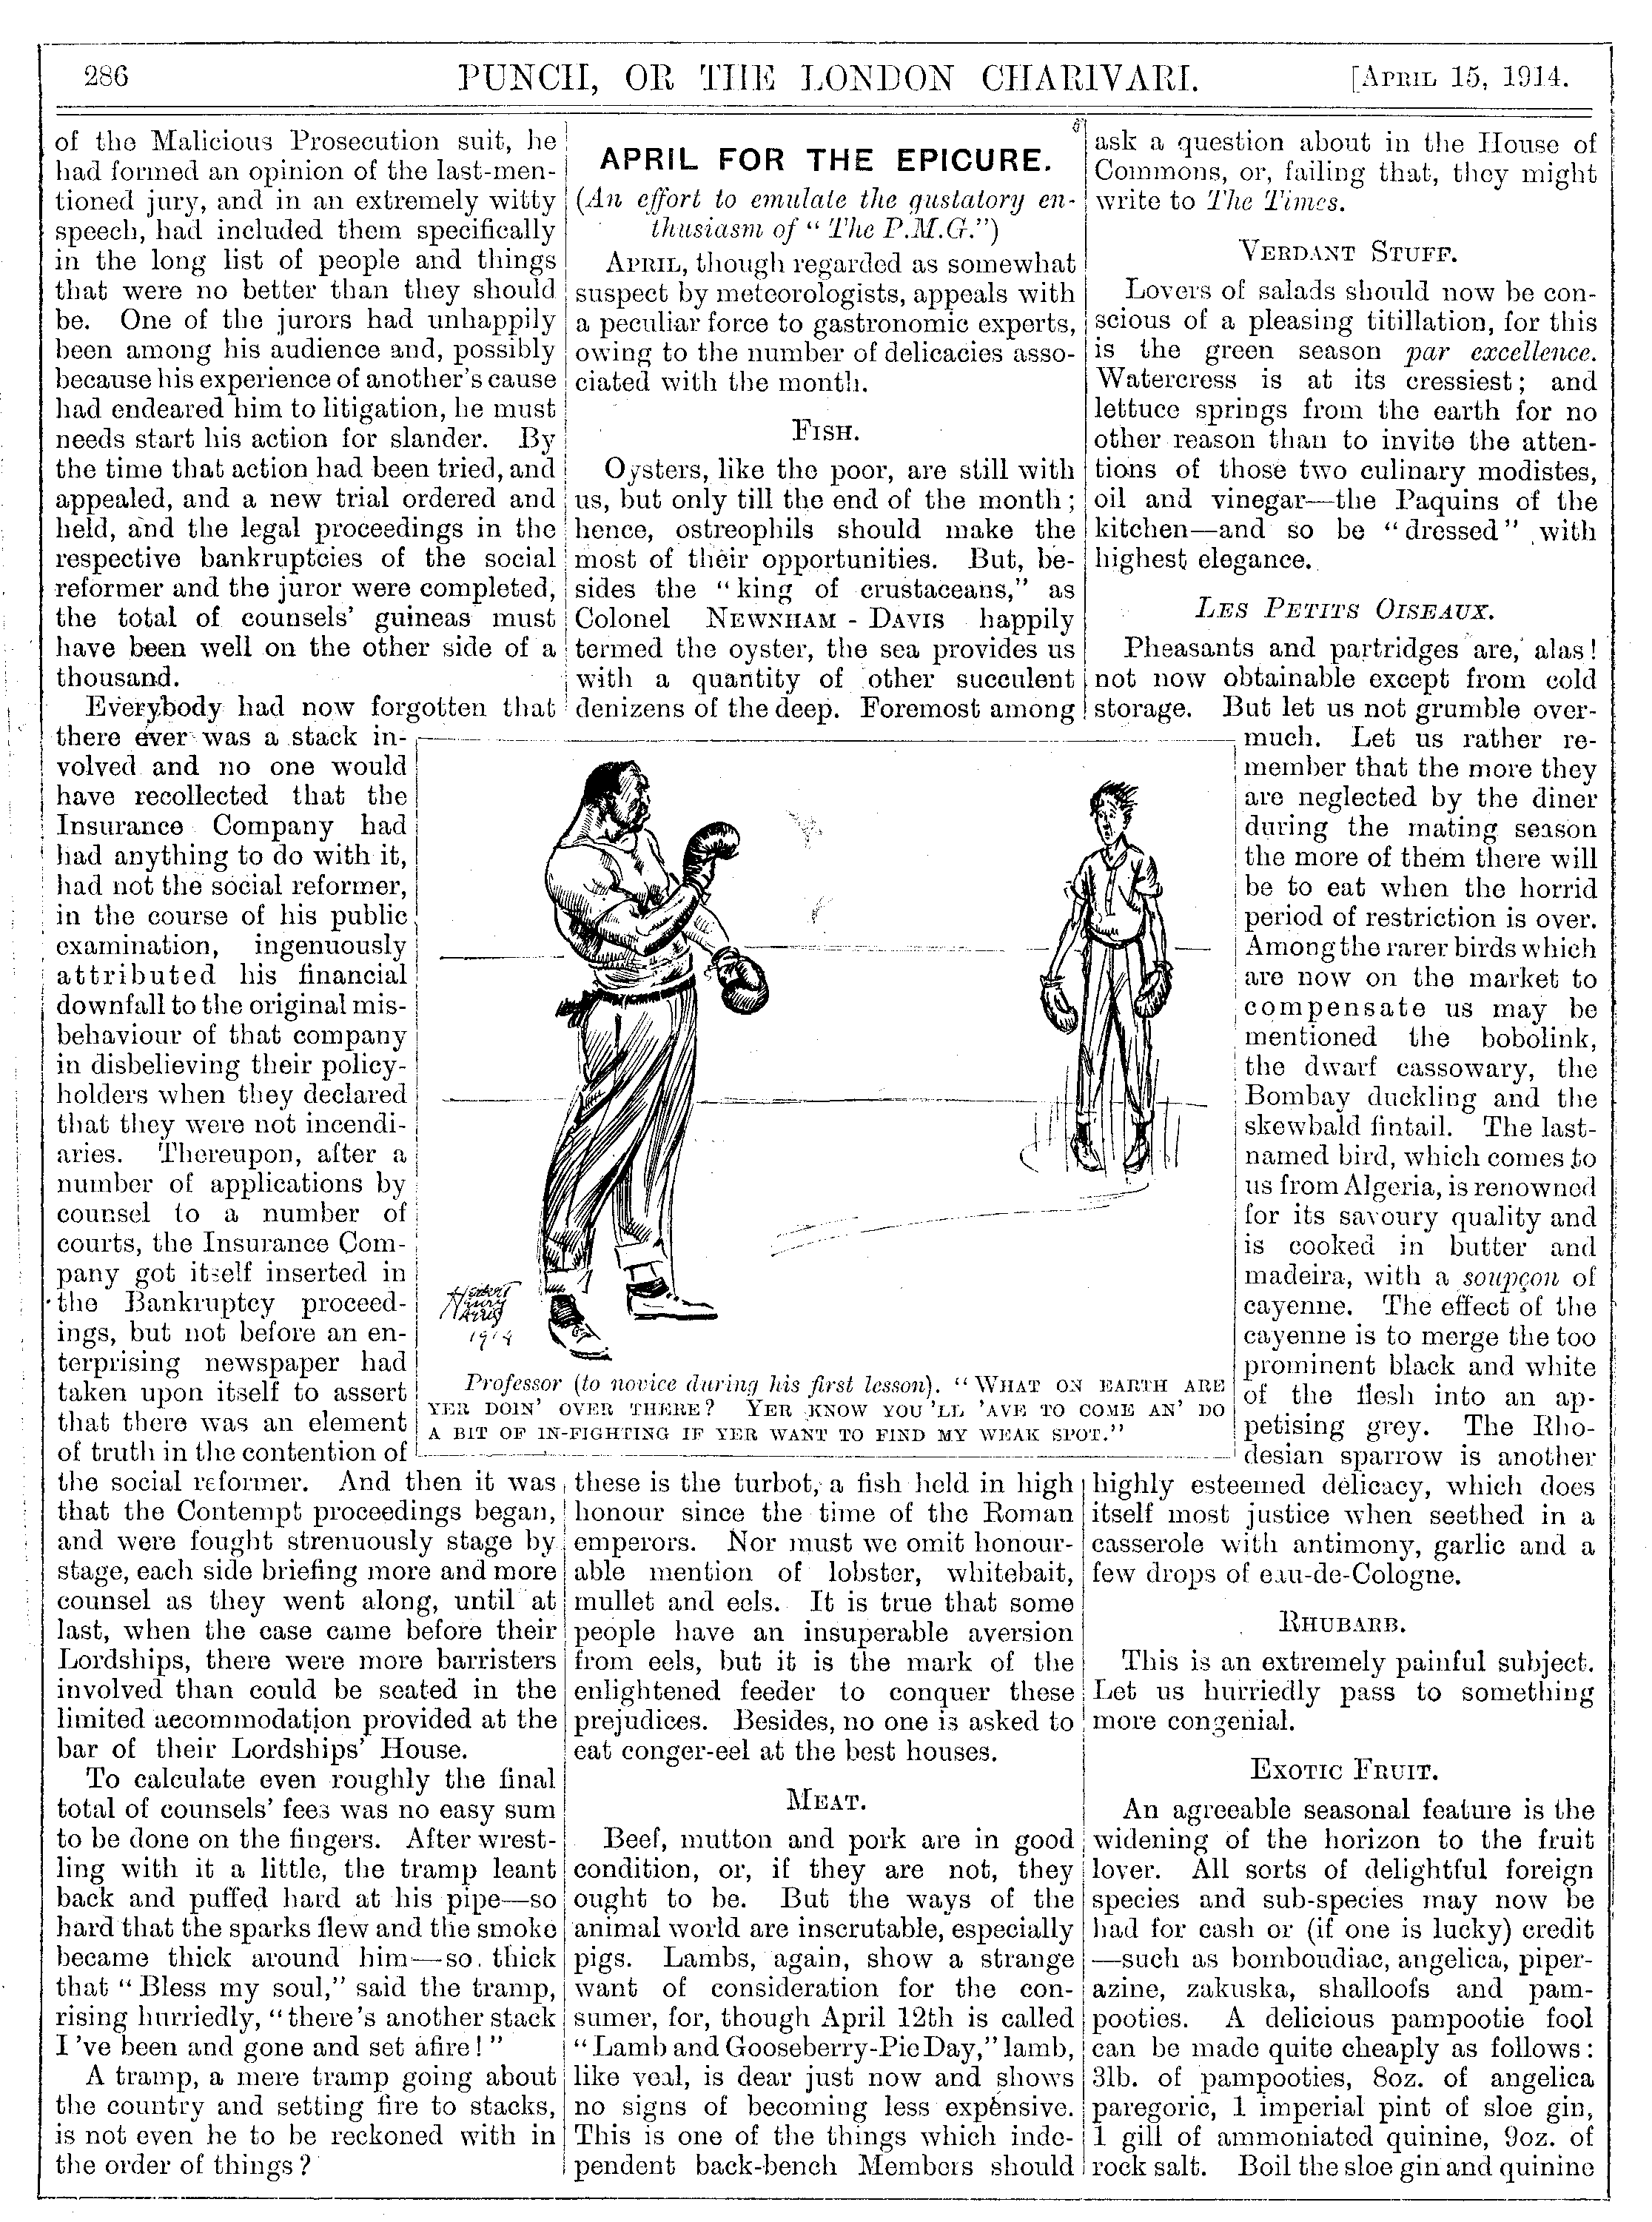 286
PUNCH, OR THE LONDON CHARIVARI.
[APRIL 15, 1914.
of the Malicious Prosecution suit, he
had formed an opinion of the last-men-
tioned jury, and in an extremely witty
speech, had included them specifically
in the long list of people and things
that were no better than they should
be. One of the jurors had unhappily
been among his audience and, possibly
because his experience of another's cause
had endeared him to litigation, he must
needs start his action for slander. By
the time that action had been tried, and
appealed, and a new trial ordered and
held, and the legal proceedings in the
respective bankruptcies of the social
reformer and the juror were completed,
the total of counsels' guineas must
have been well on the other side of a
thousand.
Everybody had now forgotten that
there ever was a stack in-
volved and no one would
have recollected that the
Insurance Company had
had anything to do with it,
had not the social reformer,
in the course of his public
examination, ingenuously
attributed his financial
downfall to the original mis-
behaviour of that company
in disbelieving their policy-
holders when they declared
that they were not incendi-
aries. Thereupon, after a
number of applications by
counsel to a number of
courts, the Insurance Com-
pany got itself inserted in
the Bankruptcy proceed-
ings, but not before an en-
terprising newspaper had
taken upon itself to assert
that there was an element
of truth in the contention of
the social reformer. And then it was
that the Contempt proceedings began,
and were fought strenuously stage by
stage, each side briefing more and more
counsel as they went along, until at
last, when the case came before their
Lordships, there were more barristers
involved than could be seated in the
limited accommodation provided at the
bar of their Lordships' House.
To calculate even roughly the final
total of counsels' fees was no easy sum
to be done on the fingers. After wrest-
ling with it a little, the tramp leant
back and puffed hard at his pipe—so
hard that the sparks flew and the smoke
became thick around him—so thick
that "Bless my soul," said the tramp,
rising hurriedly, "there's another stack
I've been and gone and set afire!"
A tramp, a mere tramp going about
the country and setting fire to stacks,
is not even he to be reckoned with in
the order of things?
APRIL FOR THE EPICURE.
(An effort to emulate the gustatory en-
thusiasm of "The P.M.G.")
APRIL, though regarded as somewhat
suspect by meteorologists, appeals with
a peculiar force to gastronomic experts,
owing to the number of delicacies asso-
ciated with the month.
FISH.
Oysters, like the poor, are still with
us, but only till the end of the month;
hence, ostreophils should make the
most of their opportunities. But, be-
sides the "king of crustaceans," as
Colonel NEWNHAM-DAVIS happily
termed the oyster, the sea provides us
with a quantity of other succulent
denizens of the deep. Foremost among
Herbert
Henry
Harris
1914
Professor (to novice during his first lesson). "WHAT ON EARTH ARE
YER DOIN' OVER THERE? YER KNOW YOU'LL 'AVE TO COME AN' DO
A BIT OF IN-FIGHTING IF YER WANT TO FIND MY WEAK SPOT."
these is the turbot, a fish held in high
honour since the time of the Roman
emperors. Nor must we omit honour-
able mention of lobster, whitebait,
mullet and eels. It is true that some
people have an insuperable aversion
from eels, but it is the mark of the
enlightened feeder to conquer these
prejudices. Besides, no one is asked to
eat conger-eel at the best houses.
MEAT.
Beef, mutton and pork are in good
condition, or, if they are not, they
ought to be. But the ways of the
animal world are inscrutable, especially
pigs. Lambs, again, show a strange
want of consideration for the con-
sumer, for, though April 12th is called
"Lamb and Gooseberry-Pie Day," lamb,
like veal, is dear just now and shows
no signs of becoming less expensive.
This is one of the things which inde-
pendent back-bench Members should
ask a question about in the House of
Commons, or, failing that, they might
write to The Times.
VERDANT STUFF.
Lovers of salads should now be con-
scious of a pleasing titillation, for this
is the green season par excellence.
Watercress is at its cressiest; and
lettuce springs from the earth for no
other reason than to invite the atten-
tions of those two culinary modistes,
oil and vinegar—the Paquins of the
kitchen—and so be "dressed" with
highest elegance.
LES PETITS OISEAUX.
Pheasants and partridges are, alas!
not now obtainable except from cold
storage. But let us not grumble over-
much. Let us rather re-
member that the more they
are neglected by the diner
during the mating season
the more of them there will
be to eat when the horrid
period of restriction is over.
Among the rarer birds which
are now on the market to
compensate us may be
mentioned the bobolink,
the dwarf cassowary, the
Bombay duckling and the
skewbald fintail. The last-
named bird, which comes to
us from Algeria, is renowned
for its savoury quality and
is cooked in butter and
madeira, with a soupçon of
cayenne. The effect of the
cayenne is to merge the too
prominent black and white
of the flesh into an ap-
petising grey. The Rho-
desian sparrow is another
highly esteemed delicacy, which does
itself most justice when seethed in a
casserole with antimony, garlic and a
few drops of eau-de-Cologne.
RHUBARB.
This is an extremely painful subject.
Let us hurriedly pass to something
more congenial.
EXOTIC FRUIT.
An agreeable seasonal feature is the
widening of the horizon to the fruit
lover. All sorts of delightful foreign
species and sub-species may now be
had for cash or (if one is lucky) credit
—such as bomboudiac, angelica, piper-
azine, zakuska, shalloofs and pam-
pooties. A delicious pampootie fool
can be made quite cheaply as follows:
3lb. of pampooties, 8oz. of angelica
paregoric, 1 imperial pint of sloe gin,
1 gill of ammoniated quinine, 9oz. of
rock salt. Boil the sloe gin and quinine